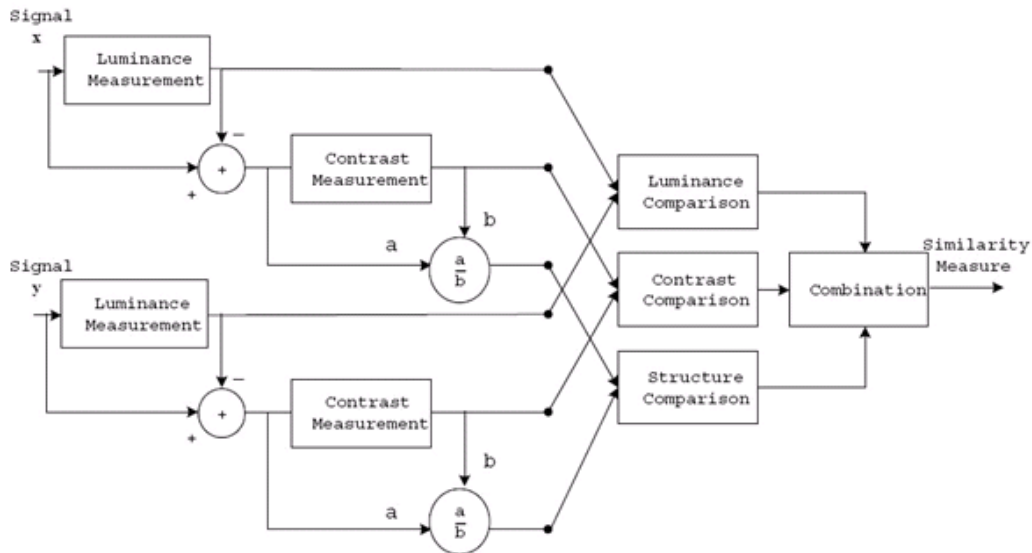 Signal
x
Luminance
Measurement
−
+
+
Contrast
Measurement
b
a
a
b
Signal
y
Luminance
Measurement
−
+
+
Contrast
Measurement
b
a
a
b
Luminance
Comparison
Contrast
Comparison
Structure
Comparison
Combination
Similarity
Measure